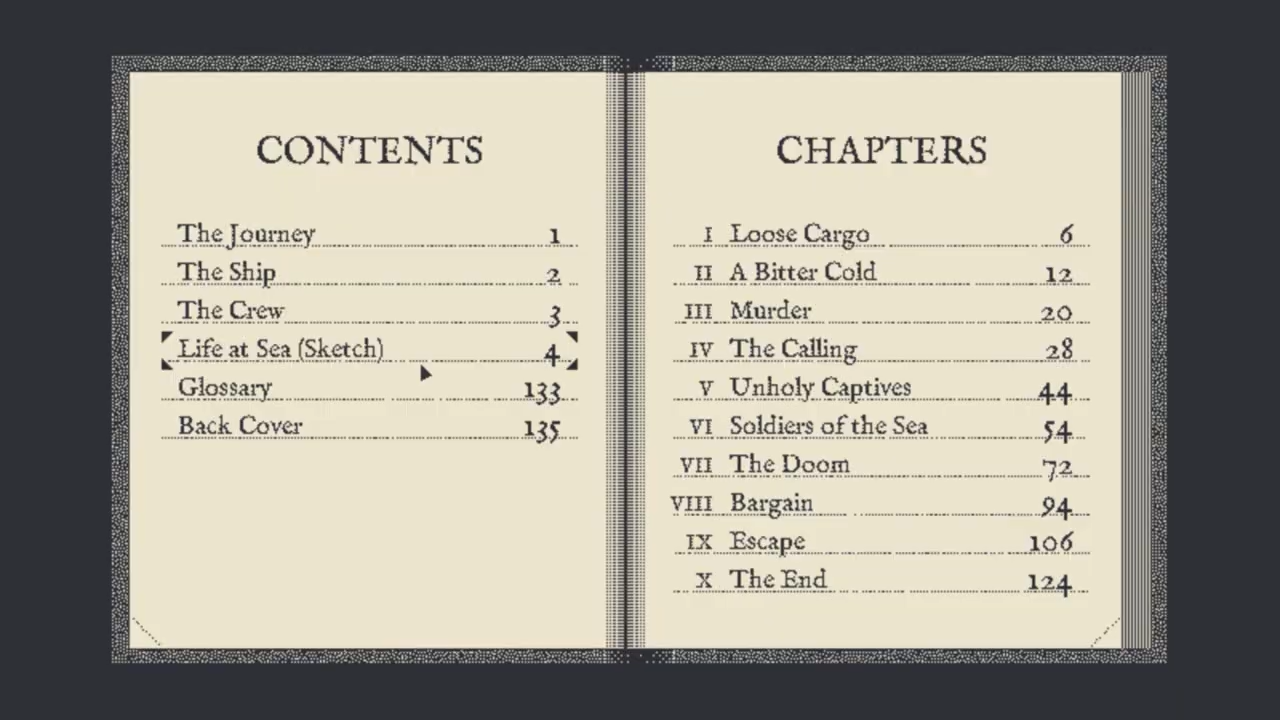 CONTENTS
The Journey 1
The Ship 2
The Crew 3
Life at Sea (Sketch) 4
Glossary 133
Back Cover 135
CHAPTERS
I Loose Cargo 6
II A Bitter Cold 12
III Murder 20
IV The Calling 28
V Unholy Captives 44
VI Soldiers of the Sea 54
VII The Doom 72
VIII Bargain 94
IX Escape 106
X The End 124